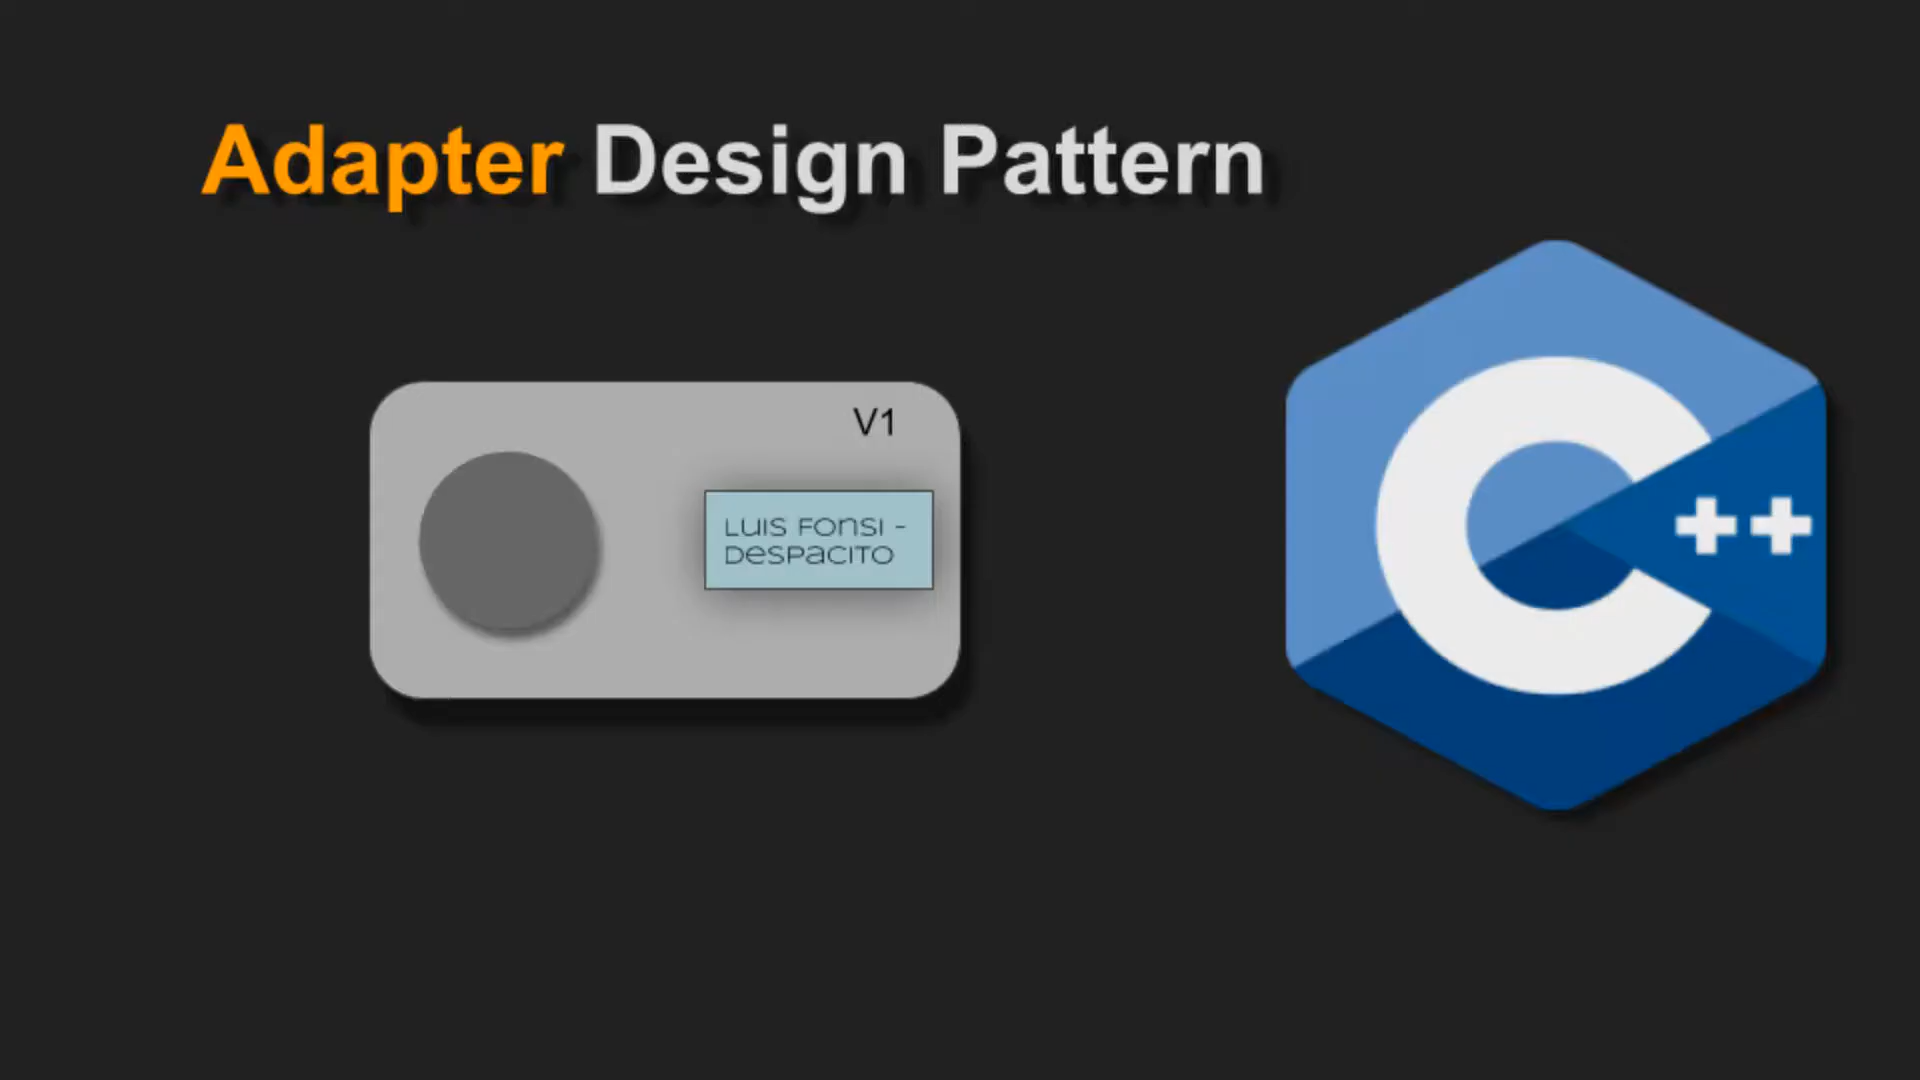 Adapter Design Pattern
V1
LUIS FONSI -
DESPACITO
C++